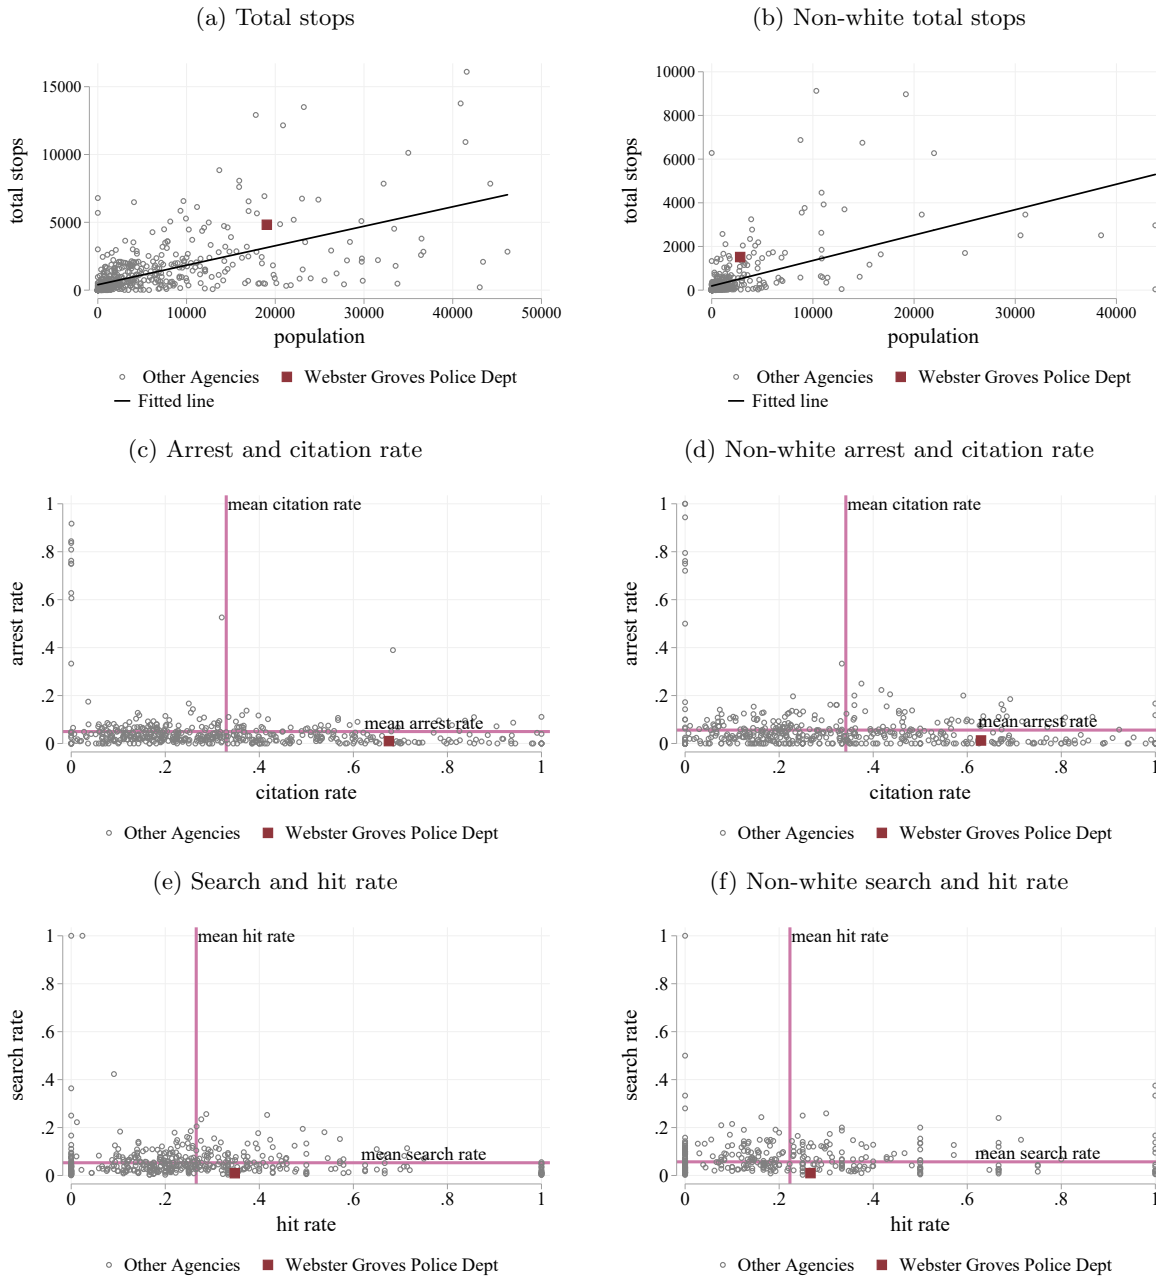 (a) Total stops
(b) Non-white total stops
total stops
15000
10000
5000
0
0 10000 20000 30000 40000 50000
population
Other Agencies Webster Groves Police Dept
Fitted line
total stops
10000
8000
6000
4000
2000
0
0 10000 20000 30000 40000
population
Other Agencies Webster Groves Police Dept
Fitted line
(c) Arrest and citation rate
(d) Non-white arrest and citation rate
arrest rate
1
.8
.6
.4
.2
0
mean citation rate
mean arrest rate
0 .2 .4 .6 .8 1
citation rate
Other Agencies Webster Groves Police Dept
arrest rate
1
.8
.6
.4
.2
0
mean citation rate
mean arrest rate
0 .2 .4 .6 .8 1
citation rate
Other Agencies Webster Groves Police Dept
(e) Search and hit rate
(f) Non-white search and hit rate
search rate
1
.8
.6
.4
.2
0
mean hit rate
mean search rate
0 .2 .4 .6 .8 1
hit rate
Other Agencies Webster Groves Police Dept
search rate
1
.8
.6
.4
.2
0
mean hit rate
mean search rate
0 .2 .4 .6 .8 1
hit rate
Other Agencies Webster Groves Police Dept